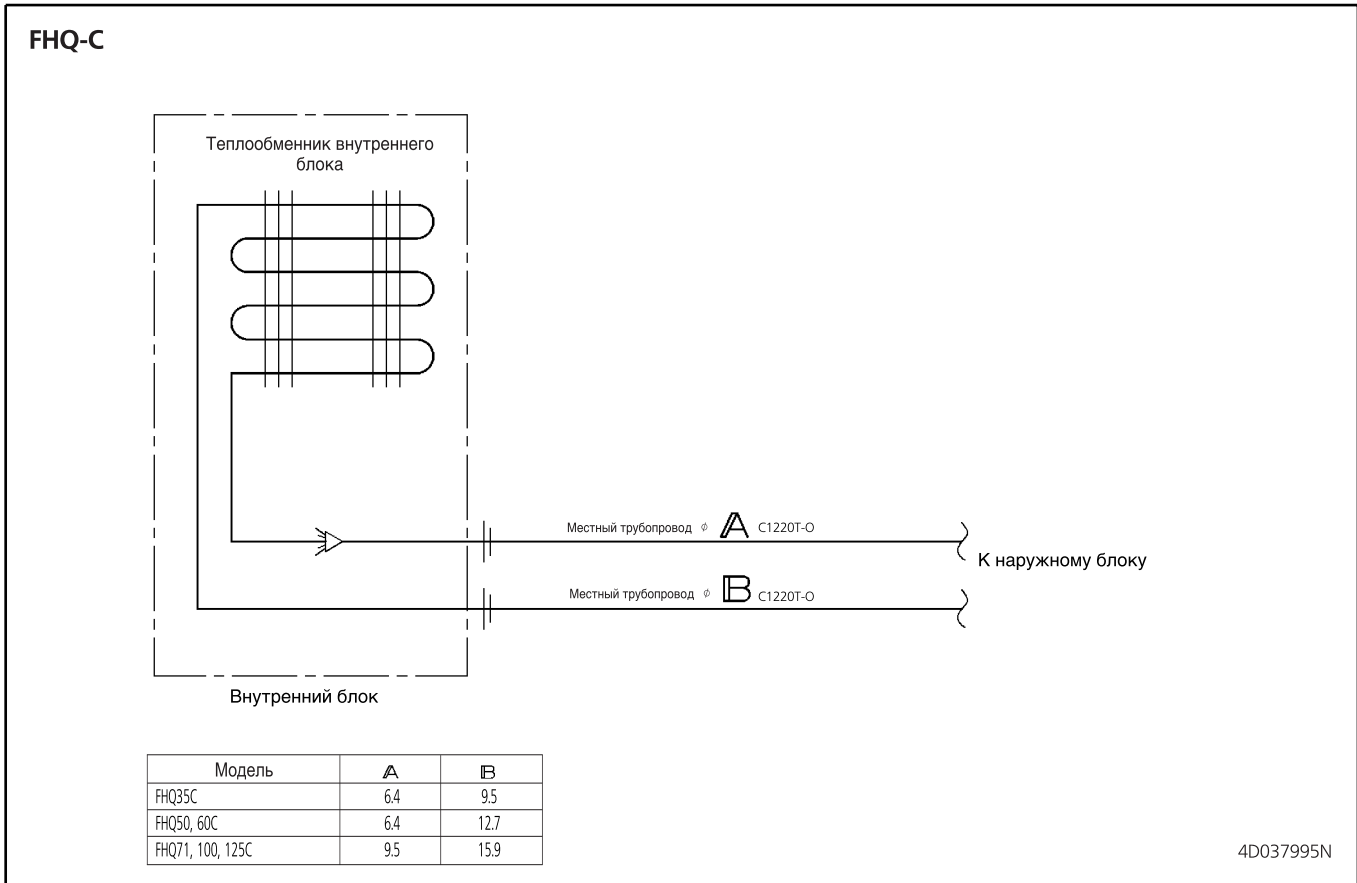 FHQ-C
Теплообменник внутреннего
блока
Местный трубопровод ϕ A C1220T-O
К наружному блоку
Местный трубопровод ϕ B C1220T-O
Внутренний блок
Модель A B
FHQ35C 6.4 9.5
FHQ50, 60C 6.4 12.7
FHQ71, 100, 125C 9.5 15.9
4D037995N